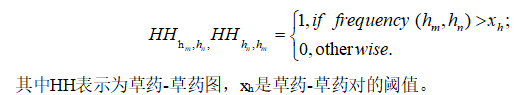 HH_{h_m,h_n,} HH_{h_n,h_m} = {1, if frequency (h_m,h_n) >x_h;
0, otherwise.
其中HH表示为草药-草药图，x_h是草药-草药对的阈值。